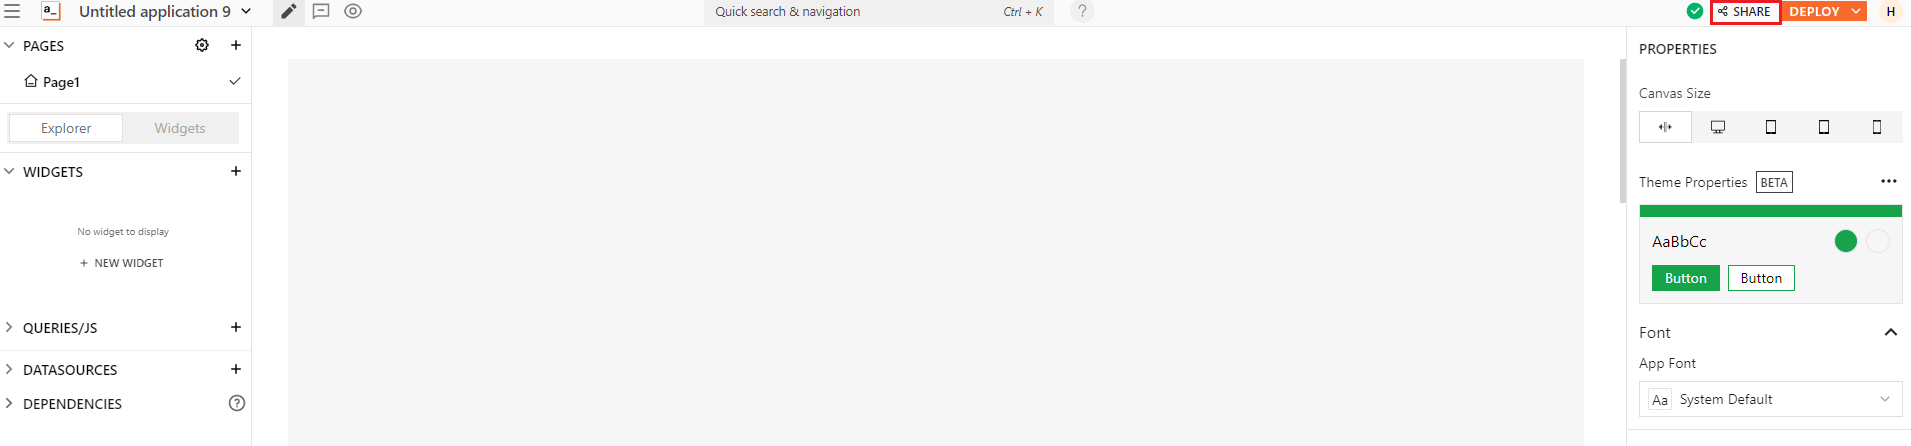 a_ Untitled application 9
Quick search & navigation Ctrl + K ?
SHARE DEPLOY H
PAGES
Page1
Explorer Widgets
WIDGETS
No widget to display
+ NEW WIDGET
QUERIES/JS
DATASOURCES
DEPENDENCIES ?
PROPERTIES
Canvas Size
Theme Properties BETA
AaBbCc
Button Button
Font
App Font
Aa System Default